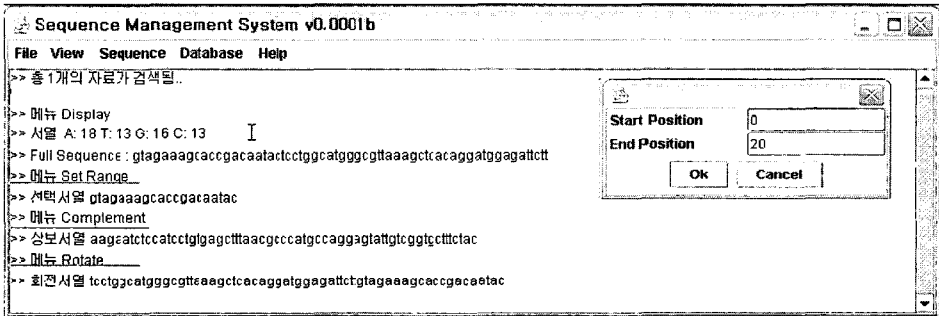 Sequence Management System v0.0001b
File View Sequence Database Help
>> 총 1개의 자료가 검색됨..
>> 메뉴 Display
>> 서열 A: 18 T: 13 G: 16 C: 13
>> Full Sequence : gtagaaagcaccgacaatactcctggcatgggcgttaaagctcacaggatggagattctt
>> 메뉴 Set Range
>> 선택서열 gtagaaagcaccgacaatac
>> 메뉴 Complement
>> 상보서열 aagaatctccatcctgtgagctttaacgcccatgccaggagtattgtcggtgctttctac
>> 메뉴 Rotate
>> 회전서열 tcctggcatgggcgttaaagctcacaggatggagattcttgtagaaagcaccgacaatac
Start Position 0
End Position 20
Ok Cancel